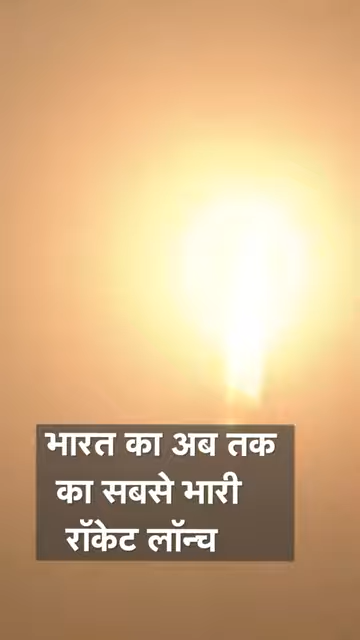 भारत का अब तक
का सबसे भारी
रॉकेट लॉन्च